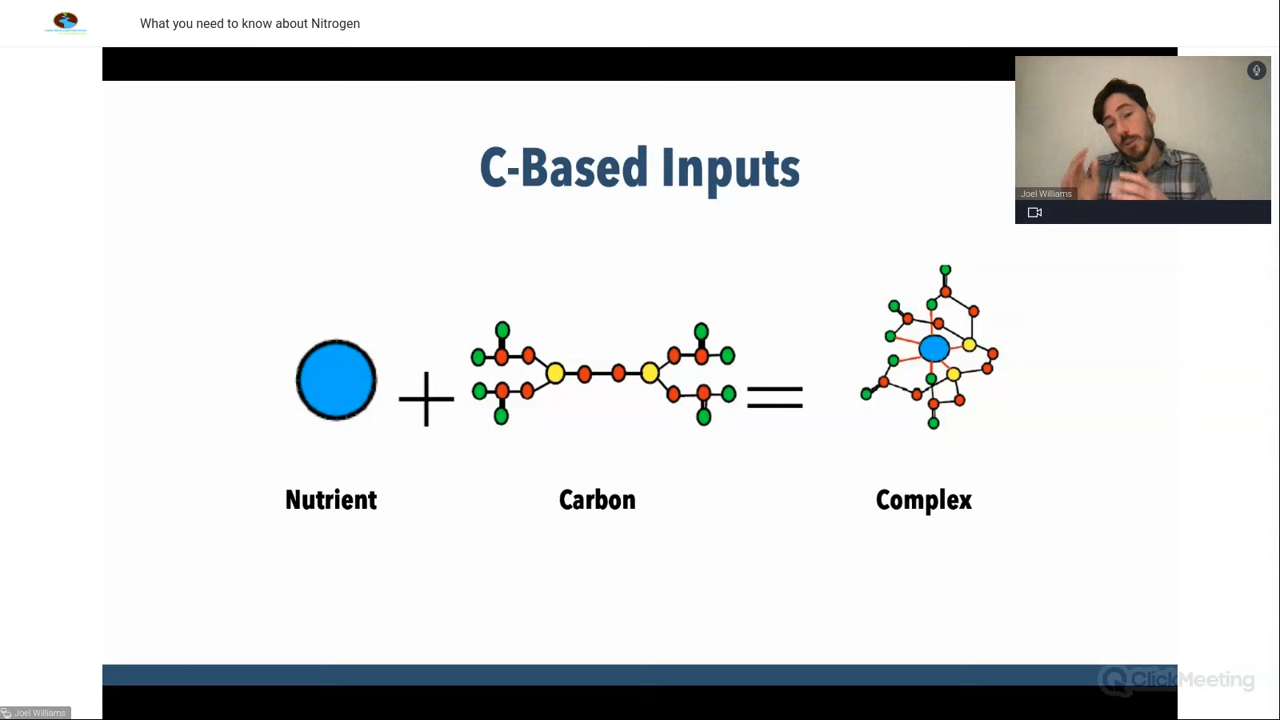 What you need to know about Nitrogen
C-Based Inputs
Joel Williams
Nutrient
Carbon
Complex
ClickMeeting
Joel Williams